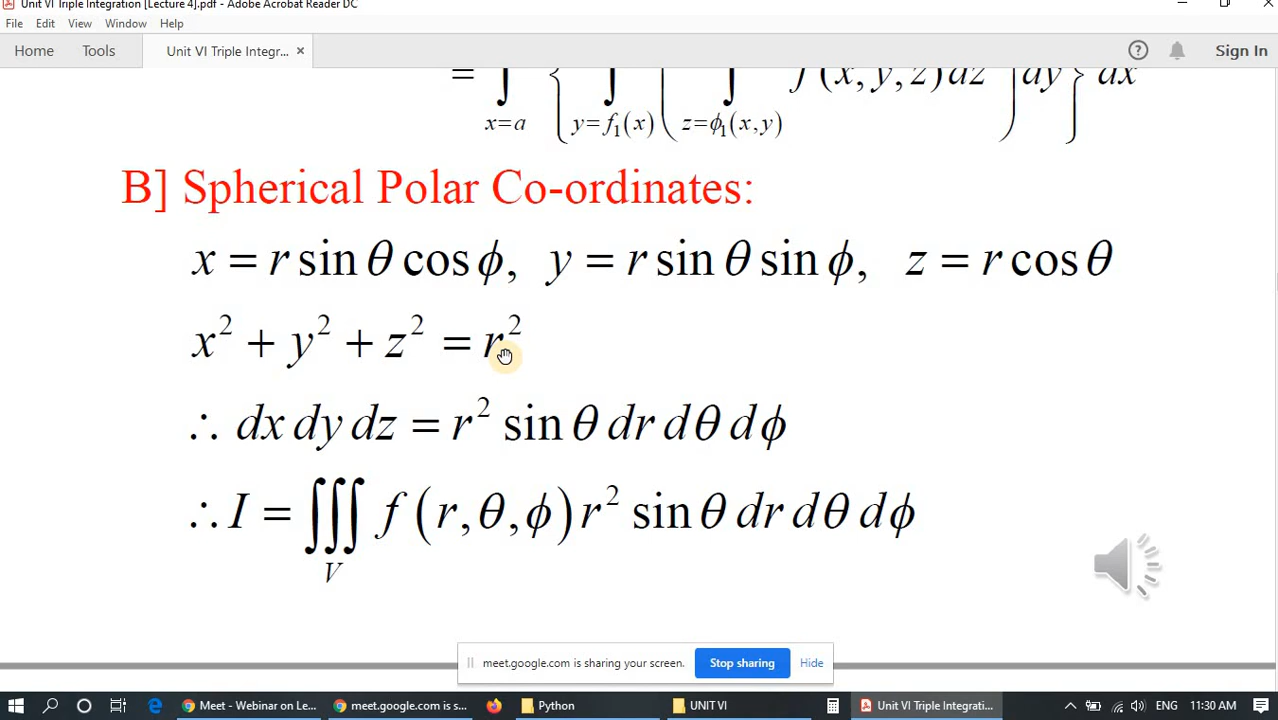 Unit VI Triple Integration [Lecture 4].pdf - Adobe Acrobat Reader DC
File Edit View Window Help
Home Tools Unit VI Triple Integr... × ? Sign In
= ∫ { ∫ ( ∫ f(x,y,z)dz ) dy } dx
x=a y=f₁(x) z=ϕ₁(x,y)
B] Spherical Polar Co-ordinates:
x = r sin θ cos ϕ, y = r sin θ sin ϕ, z = r cos θ
x² + y² + z² = r²
∴ dx dy dz = r² sin θ dr dθ dϕ
∴ I = ∭ f(r,θ,ϕ) r² sin θ dr dθ dϕ
V
meet.google.com is sharing your screen. Stop sharing Hide
Meet - Webinar on Le... meet.google.com is s... Python UNIT VI Unit VI Triple Integrati... ENG 11:30 AM